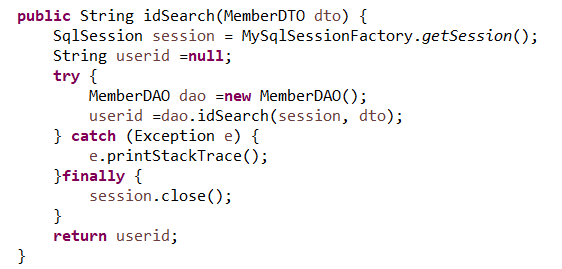 public String idSearch(MemberDTO dto) {
    SqlSession session = MySqlSessionFactory.getSession();
    String userid =null;
    try {
        MemberDAO dao =new MemberDAO();
        userid =dao.idSearch(session, dto);
    } catch (Exception e) {
        e.printStackTrace();
    }finally {
        session.close();
    }
    return userid;
}